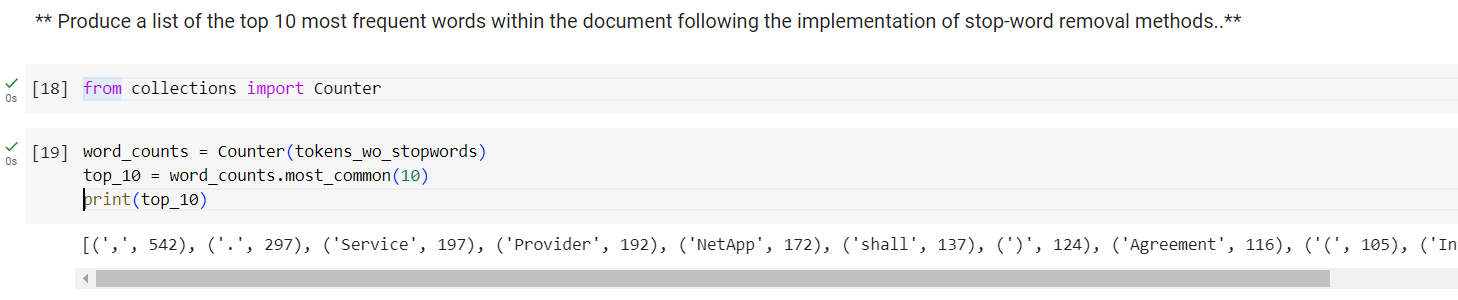 ** Produce a list of the top 10 most frequent words within the document following the implementation of stop-word removal methods..**
[18] from collections import Counter
0s
[19] word_counts = Counter(tokens_wo_stopwords)
0s
top_10 = word_counts.most_common(10)
print(top_10)
[(',', 542), ('.', 297), ('Service', 197), ('Provider', 192), ('NetApp', 172), ('shall', 137), (')', 124), ('Agreement', 116), ('(', 105), ('In